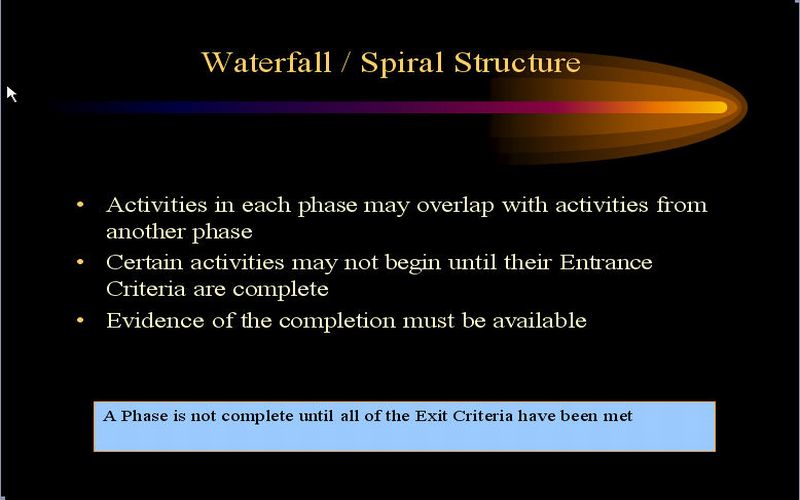 Waterfall / Spiral Structure
• Activities in each phase may overlap with activities from
another phase
• Certain activities may not begin until their Entrance
Criteria are complete
• Evidence of the completion must be available
A Phase is not complete until all of the Exit Criteria have been met